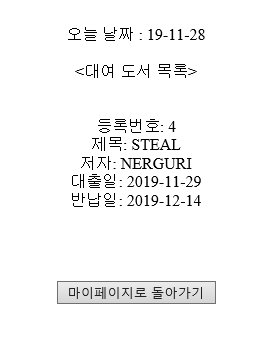 오늘 날짜 : 19-11-28
<대여 도서 목록>
등록번호: 4
제목: STEAL
저자: NERGURI
대출일: 2019-11-29
반납일: 2019-12-14
마이페이지로 돌아가기